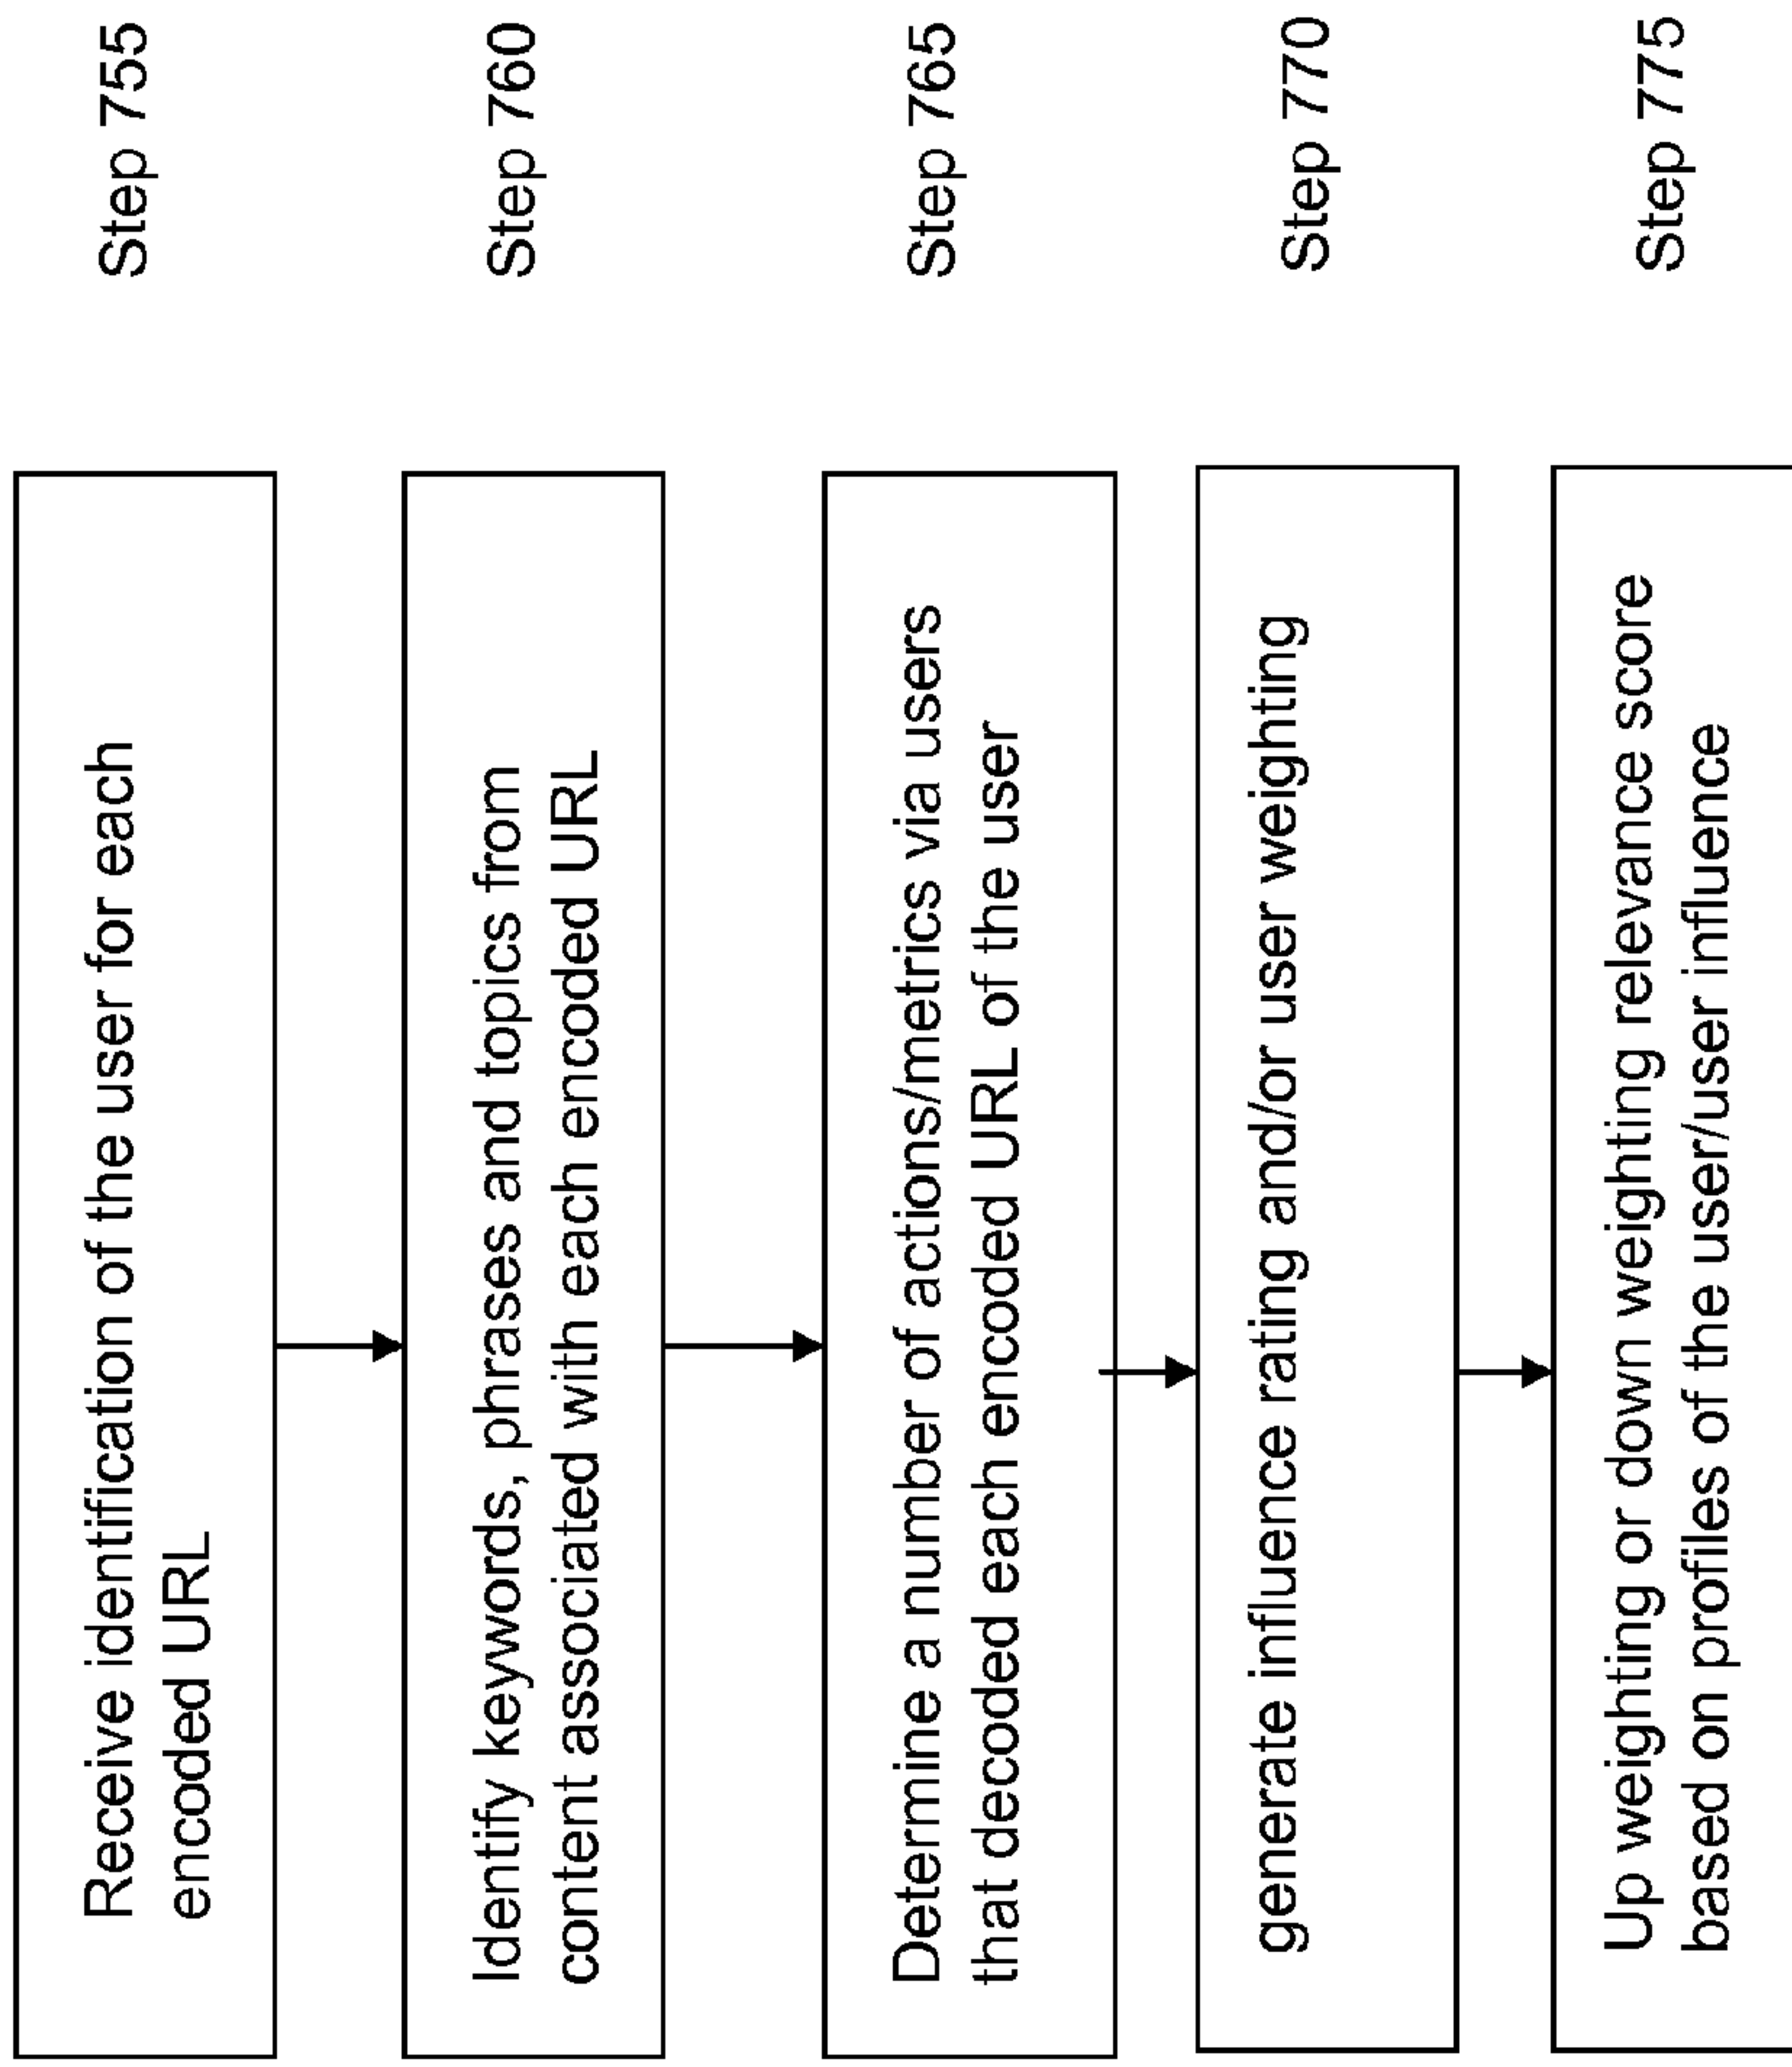 Receive identification of the user for each
encoded URL
Step 755
Identify keywords, phrases and topics from
content associated with each encoded URL
Step 760
Determine a number of actions/metrics via users
that decoded each encoded URL of the user
Step 765
generate influence rating and/or user weighting
Step 770
Up weighting or down weighting relevance score
based on profiles of the user/user influence
Step 775